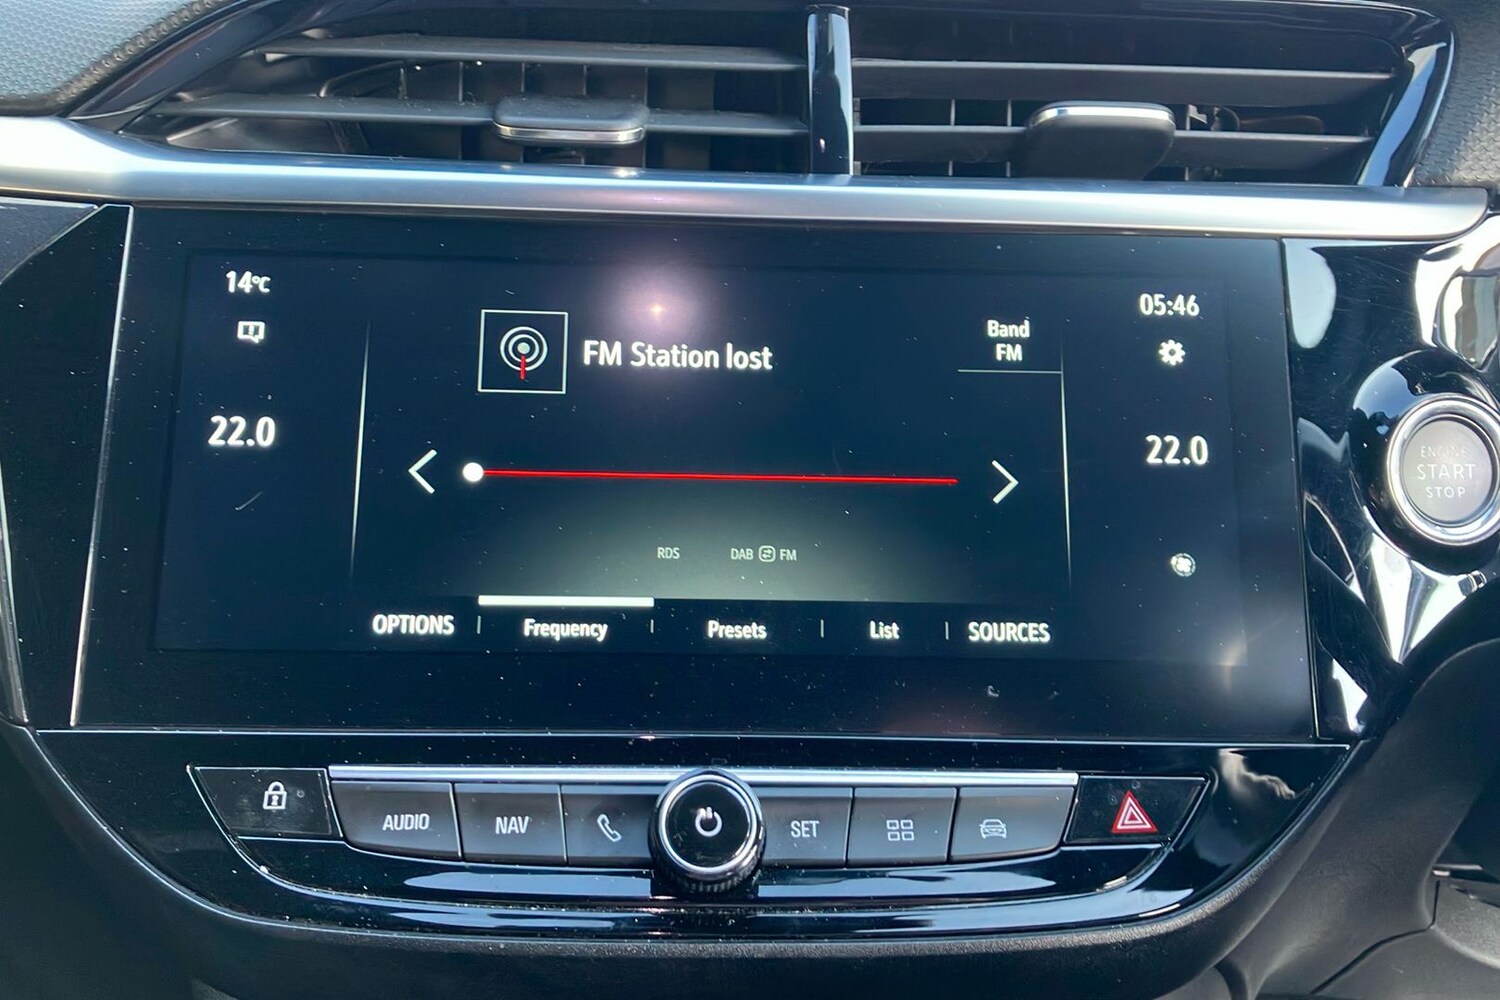 14°C
05:46
FM Station lost
Band
FM
22.0
22.0
RDS
DAB FM
OPTIONS
Frequency
Presets
List
SOURCES
ENGINE
START
STOP
AUDIO
NAV
SET